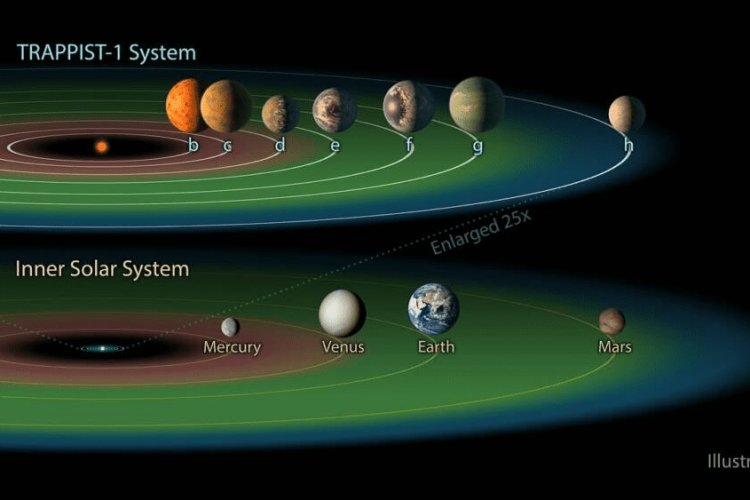 TRAPPIST-1 System
b c d e f g h
Enlarged 25x
Inner Solar System
Mercury Venus Earth Mars
Illustr